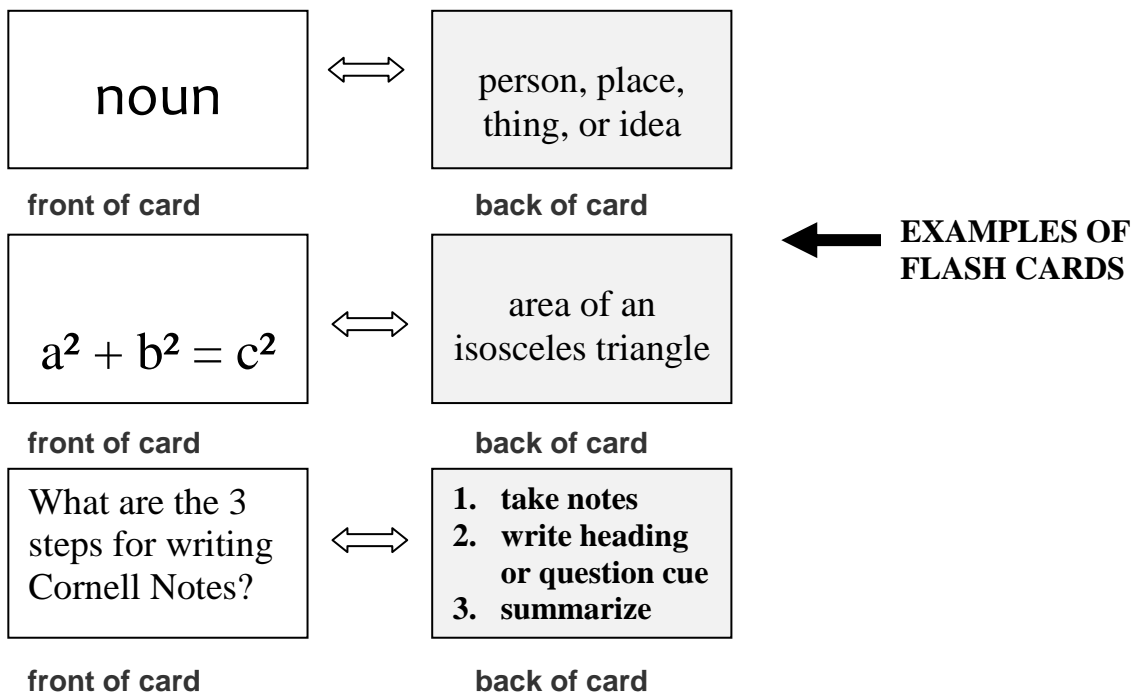 noun
person, place,
thing, or idea
front of card
back of card
EXAMPLES OF
FLASH CARDS
a² + b² = c²
area of an
isosceles triangle
front of card
back of card
What are the 3
steps for writing
Cornell Notes?
1. take notes
2. write heading
or question cue
3. summarize
front of card
back of card